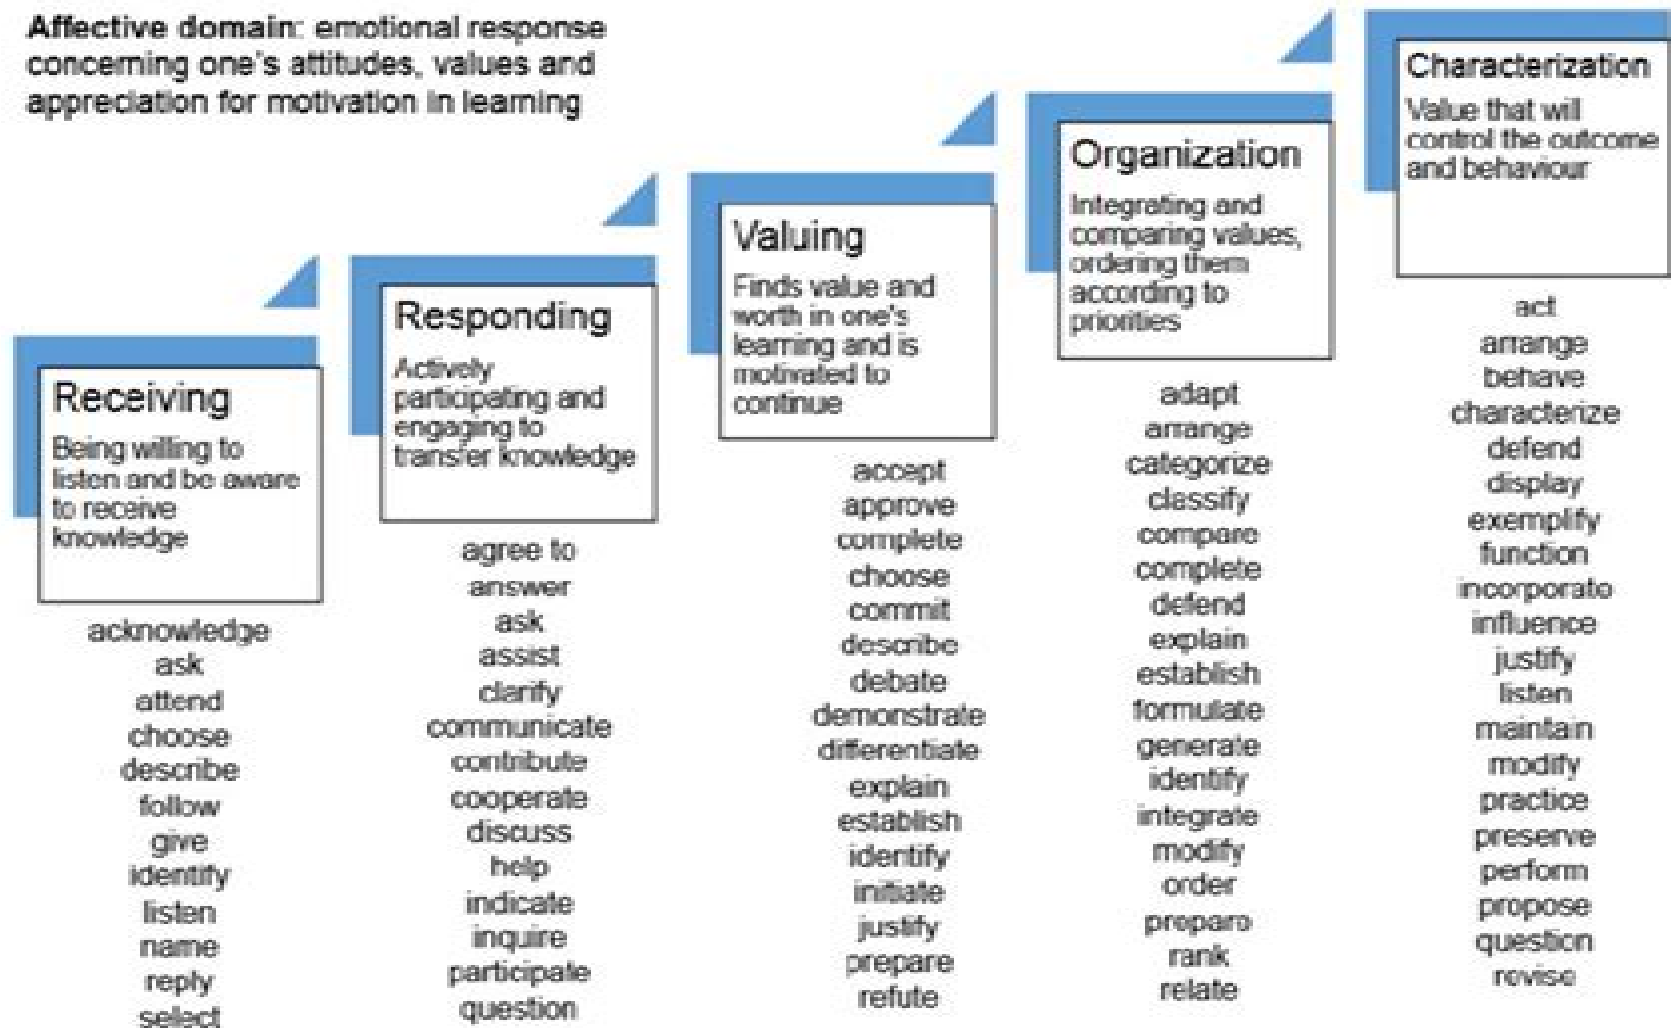 Affective domain: emotional response
concerning one's attitudes, values and
appreciation for motivation in learning
Receiving
Being willing to
listen and be aware
to receive
knowledge
acknowledge
ask
attend
choose
describe
follow
give
identify
listen
name
reply
select
Responding
Actively
participating and
engaging to
transfer knowledge
agree to
answer
ask
assist
clarify
communicate
contribute
cooperate
discuss
help
indicate
inquire
participate
question
Valuing
Finds value and
worth in one's
learning and is
motivated to
continue
accept
approve
complete
choose
commit
describe
debate
demonstrate
differentiate
explain
establish
identify
initiate
justify
prepare
refute
Organization
Integrating and
comparing values,
ordering them
according to
priorities
adapt
arrange
categorize
classify
compare
complete
defend
explain
establish
formulate
generate
identify
integrate
modify
order
prepare
rank
relate
Characterization
Value that will
control the outcome
and behaviour
act
arrange
behave
characterize
defend
display
exemplify
function
incorporate
influence
justify
listen
maintain
modify
practice
preserve
perform
propose
question
revise